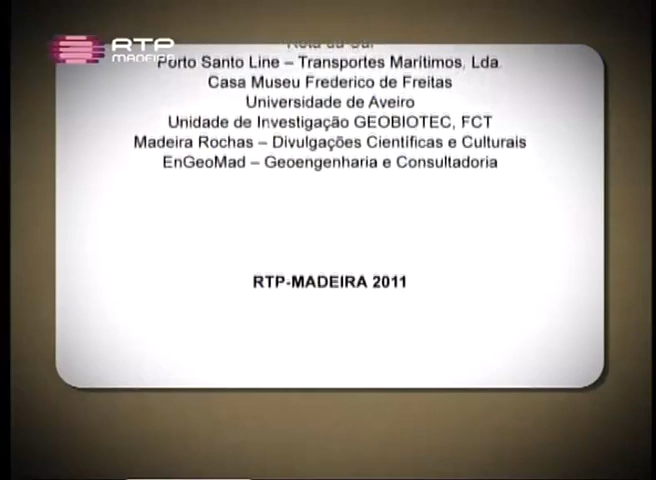 RTP
MADEIRA
Porto Santo Line – Transportes Marítimos, Lda
Casa Museu Frederico de Freitas
Universidade de Aveiro
Unidade de Investigação GEOBIOTEC, FCT
Madeira Rochas – Divulgações Científicas e Culturais
EnGeoMad – Geoengenharia e Consultadoria
RTP-MADEIRA 2011